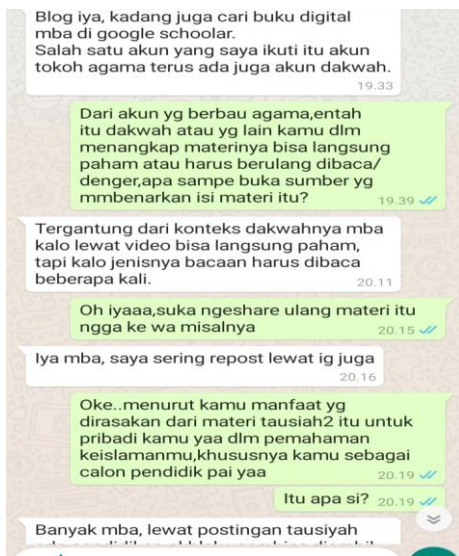 Blog iya, kadang juga cari buku digital
mba di google schoolar.
Salah satu akun yang saya ikuti itu akun
tokoh agama terus ada juga akun dakwah.
19.33
Dari akun yg berbau agama,entah
itu dakwah atau yg lain kamu dlm
menangkap materinya bisa langsung
paham atau harus berulang dibaca/
denger,apa sampe buka sumber yg
mmbenarkan isi materi itu?
19.39
Tergantung dari konteks dakwahnya mba
kalo lewat video bisa langsung paham,
tapi kalo jenisnya bacaan harus dibaca
beberapa kali.
20.11
Oh iyaaa,suka ngeshare ulang materi itu
ngga ke wa misalnya
20.15
Iya mba, saya sering repost lewat ig juga
20.16
Oke..menurut kamu manfaat yg
dirasakan dari materi tausiah2 itu untuk
pribadi kamu yaa dlm pemahaman
keislamanmu,khususnya kamu sebagai
calon pendidik pai yaa
20.19
Itu apa si? 20.19
Banyak mba, lewat postingan tausiyah